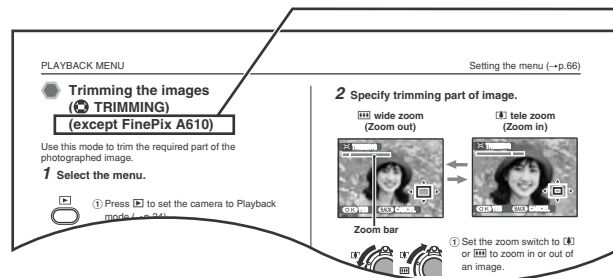 PLAYBACK MENU
Setting the menu (→p.66)
Trimming the images
( TRIMMING)
(except FinePix A610)
Use this mode to trim the required part of the
photographed image.
1 Select the menu.
① Press to set the camera to Playback
mode (→p.24).
2 Specify trimming part of image.
wide zoom
(Zoom out)
tele zoom
(Zoom in)
TRIMMING
OK YES BACK CANCEL
TRIMMING
OK YES BACK CANCEL
Zoom bar
① Set the zoom switch to
or to zoom in or out of
an image.